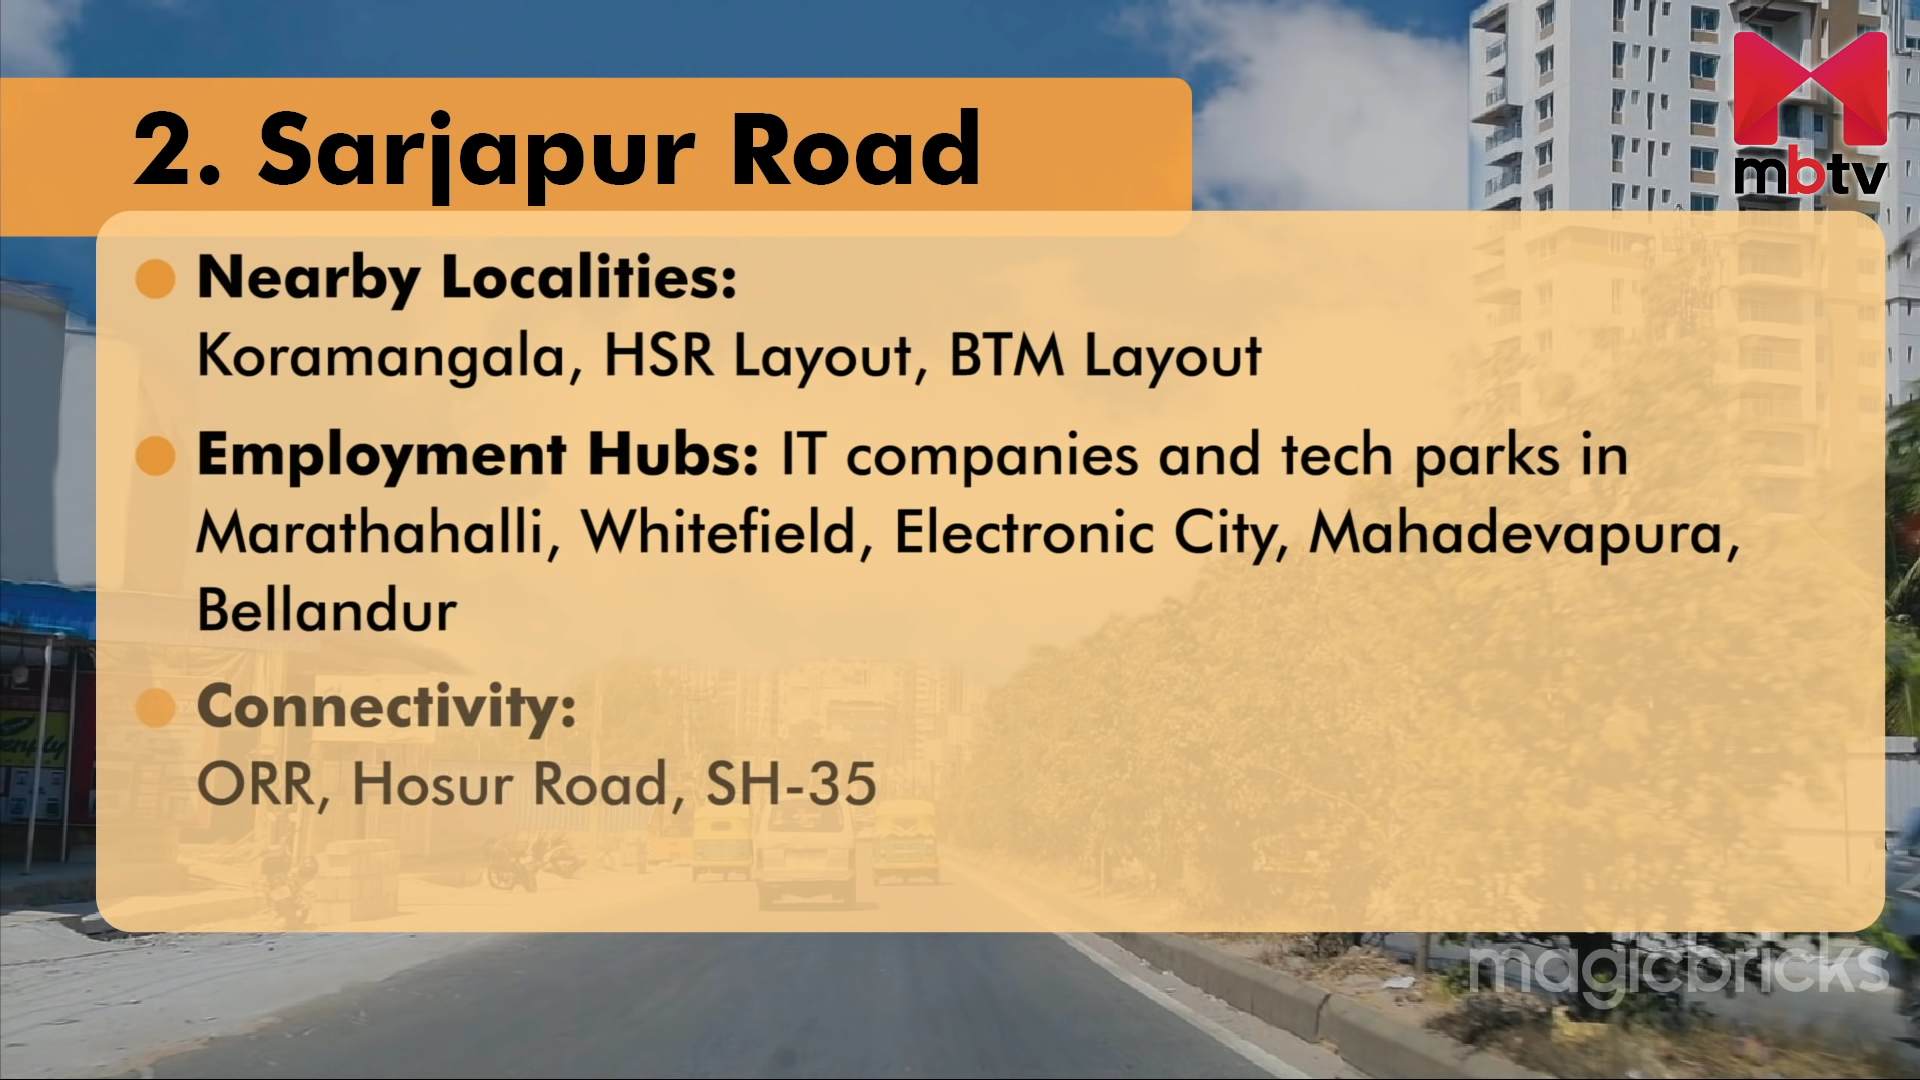 2. Sarjapur Road
mbtv
Nearby Localities:
Koramangala, HSR Layout, BTM Layout
Employment Hubs: IT companies and tech parks in
Marathahalli, Whitefield, Electronic City, Mahadevapura,
Bellandur
Connectivity:
ORR, Hosur Road, SH-35
magicbricks